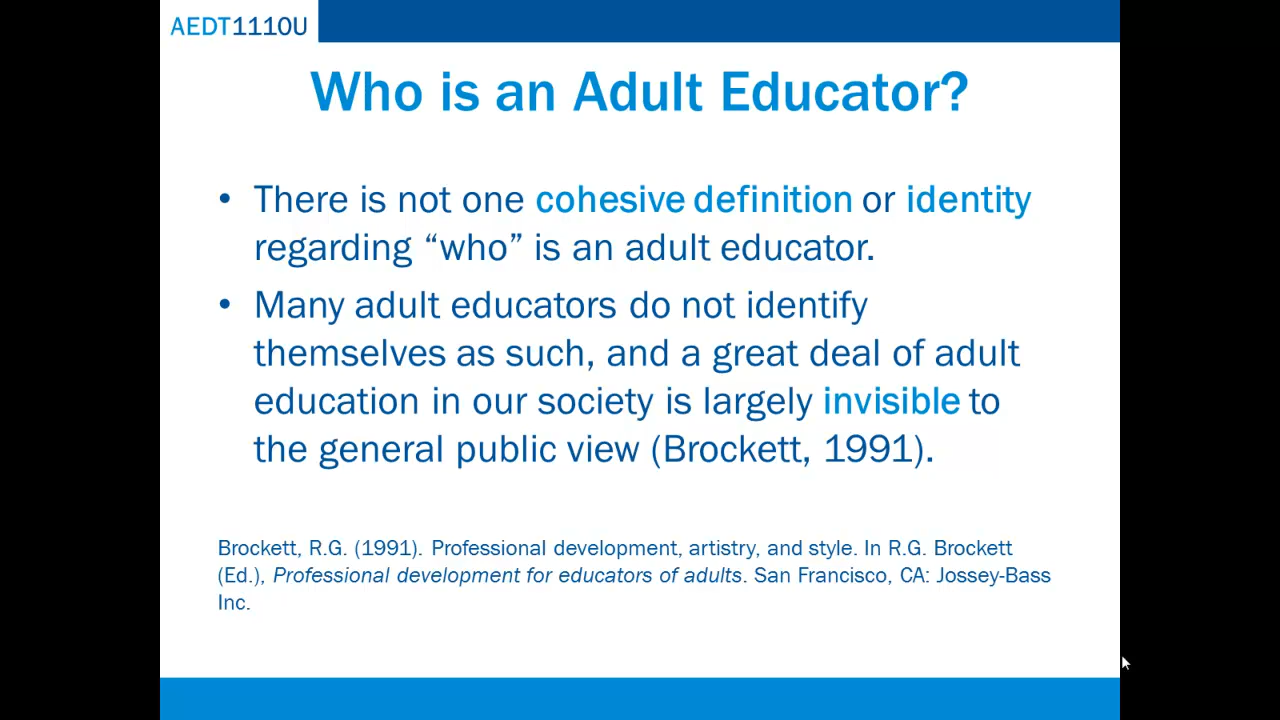 AEDT1110U
Who is an Adult Educator?
• There is not one cohesive definition or identity
regarding “who” is an adult educator.
• Many adult educators do not identify
themselves as such, and a great deal of adult
education in our society is largely invisible to
the general public view (Brockett, 1991).
Brockett, R.G. (1991). Professional development, artistry, and style. In R.G. Brockett
(Ed.), Professional development for educators of adults. San Francisco, CA: Jossey-Bass
Inc.